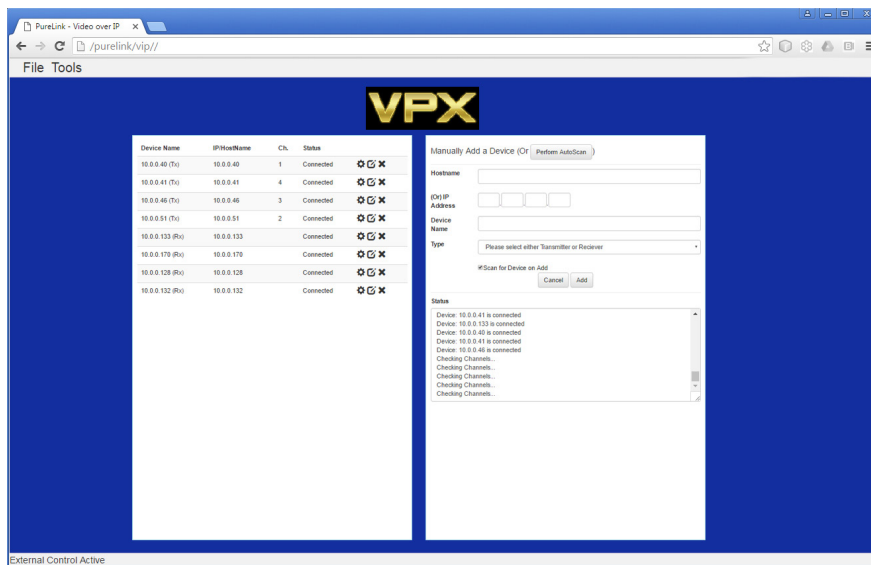 PureLink - Video over IP
/purelink/vip//
File Tools
VPX
Device Name IP/HostName Ch. Status
10.0.0.40 (Tx) 10.0.0.40 1 Connected
10.0.0.41 (Tx) 10.0.0.41 4 Connected
10.0.0.46 (Tx) 10.0.0.46 3 Connected
10.0.0.51 (Tx) 10.0.0.51 2 Connected
10.0.0.133 (Rx) 10.0.0.133 Connected
10.0.0.170 (Rx) 10.0.0.170 Connected
10.0.0.128 (Rx) 10.0.0.128 Connected
10.0.0.132 (Rx) 10.0.0.132 Connected
Manually Add a Device (Or Perform AutoScan )
Hostname
(Or) IP
Address
Device
Name
Type Please select either Transmitter or Reciever
Scan for Device on Add
Cancel Add
Status
Device: 10.0.0.41 is connected
Device: 10.0.0.133 is connected
Device: 10.0.0.40 is connected
Device: 10.0.0.41 is connected
Device: 10.0.0.46 is connected
Checking Channels...
Checking Channels...
Checking Channels...
Checking Channels...
Checking Channels...
External Control Active